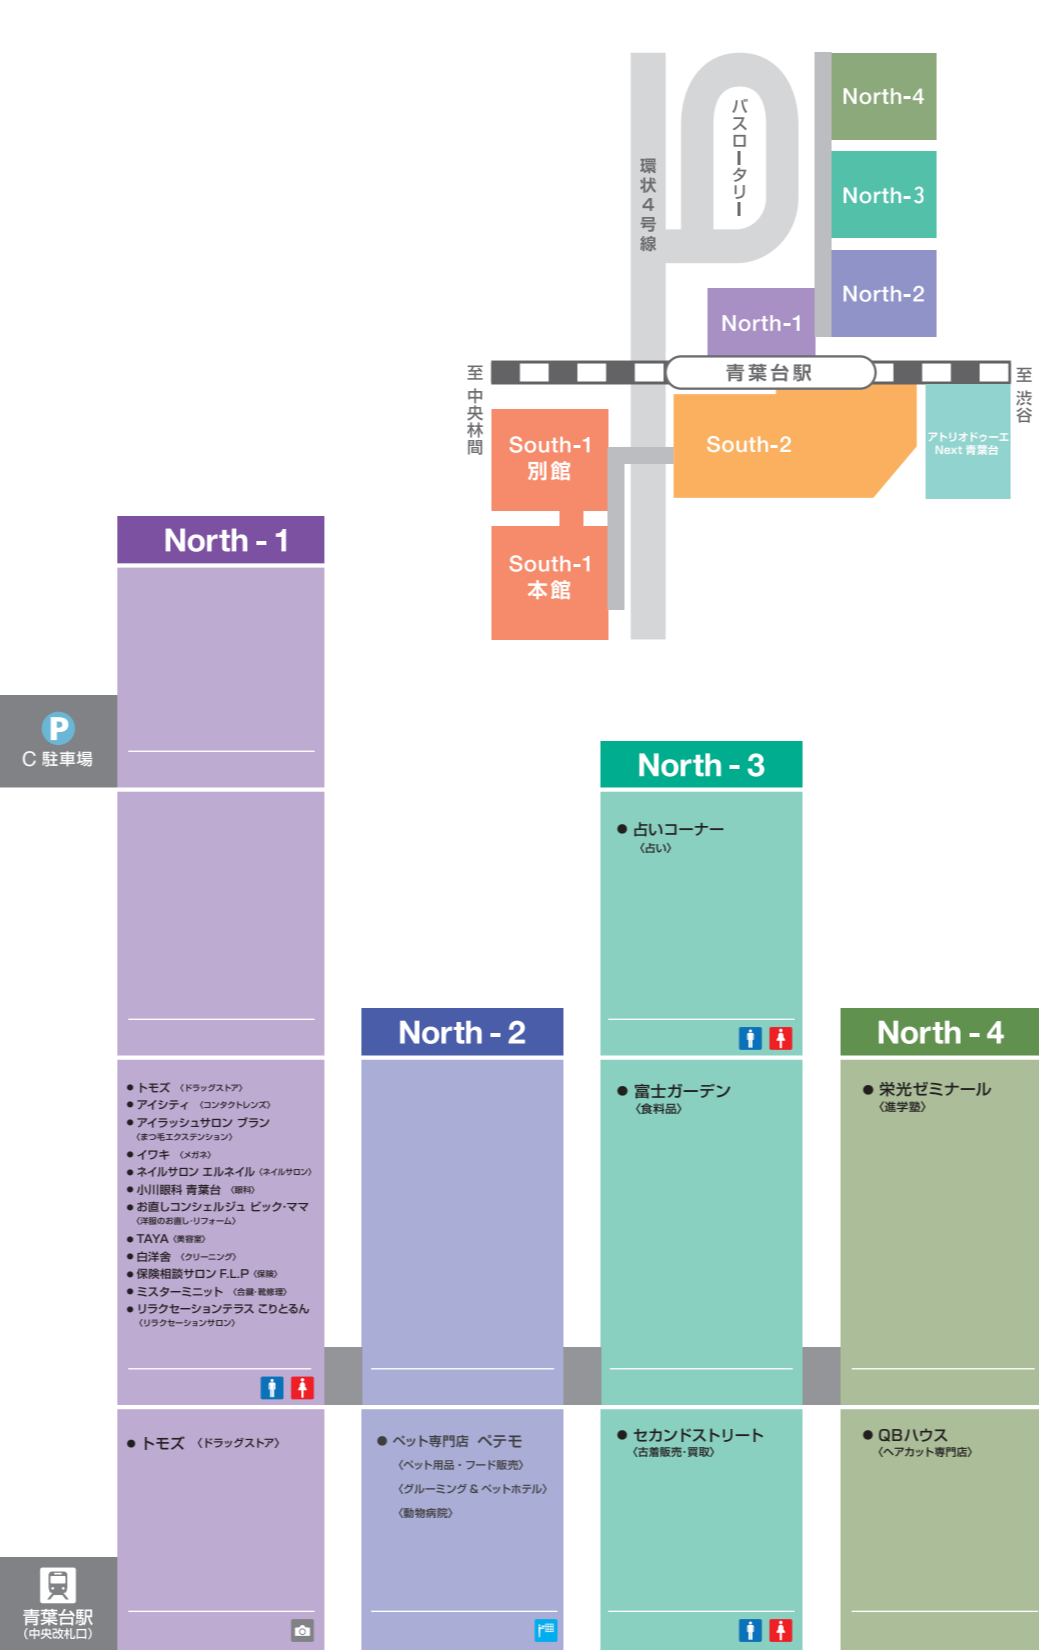 North-4
バスロータリー
環状4号線
North-3
North-2
North-1
青葉台駅
至 中央林間
至 渋谷
South-1
別館
South-2
アトリオドゥーエ
Next 青葉台
South-1
本館
North - 1
P
C 駐車場
North - 3
● 占いコーナー
〈占い〉
North - 2
North - 4
● トモズ 〈ドラッグストア〉
● アイシティ 〈コンタクトレンズ〉
● アイラッシュサロン ブラン
〈まつ毛エクステンション〉
● イワキ 〈メガネ〉
● ネイルサロン エルネイル〈ネイルサロン〉
● 小川眼科 青葉台 〈眼科〉
● お直しコンシェルジュ ビック・ママ
〈洋服のお直し・リフォーム〉
● TAYA〈美容室〉
● 白洋舍 〈クリーニング〉
● 保険相談サロン F.L.P〈保険〉
● ミスターミニット 〈合鍵・靴修理〉
● リラクセーションテラス こりとるん
〈リラクセーションサロン〉
● 富士ガーデン
〈食料品〉
● 栄光ゼミナール
〈進学塾〉
● トモズ 〈ドラッグストア〉
● ペット専門店 ペテモ
〈ペット用品・フード販売〉
〈グルーミング & ペットホテル〉
〈動物病院〉
● セカンドストリート
〈古着販売・買取〉
● QBハウス
〈ヘアカット専門店〉
青葉台駅
（中央改札口）